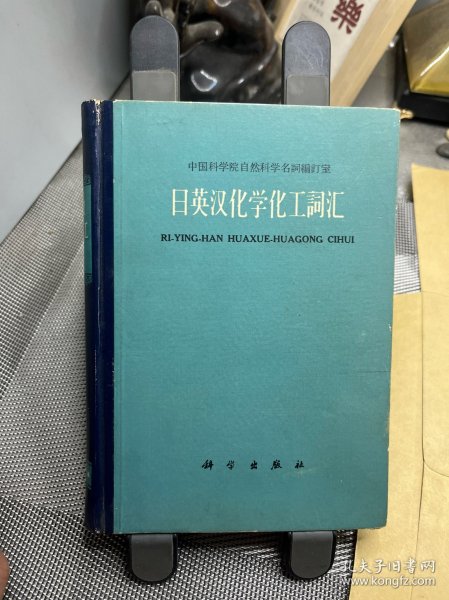 樂
中国科学院自然科学名詞編訂室
日英汉化学化工詞汇
RI-YING-HAN HUAXUE-HUAGONG CIHUI
汇
科学出版社
孔夫子旧书网
www.kongfz.com